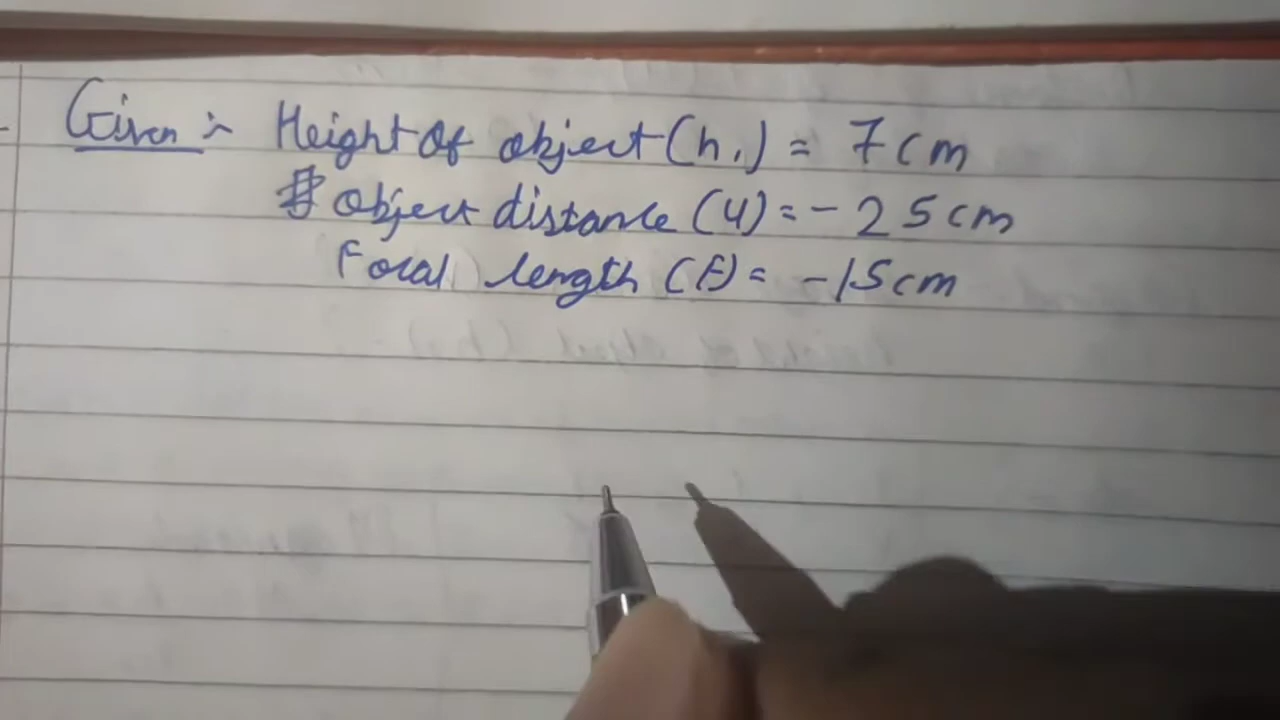 Given :- Height of object (h₁) = 7 cm
object distance (u) = - 25 cm
Focal length (f) = -15 cm